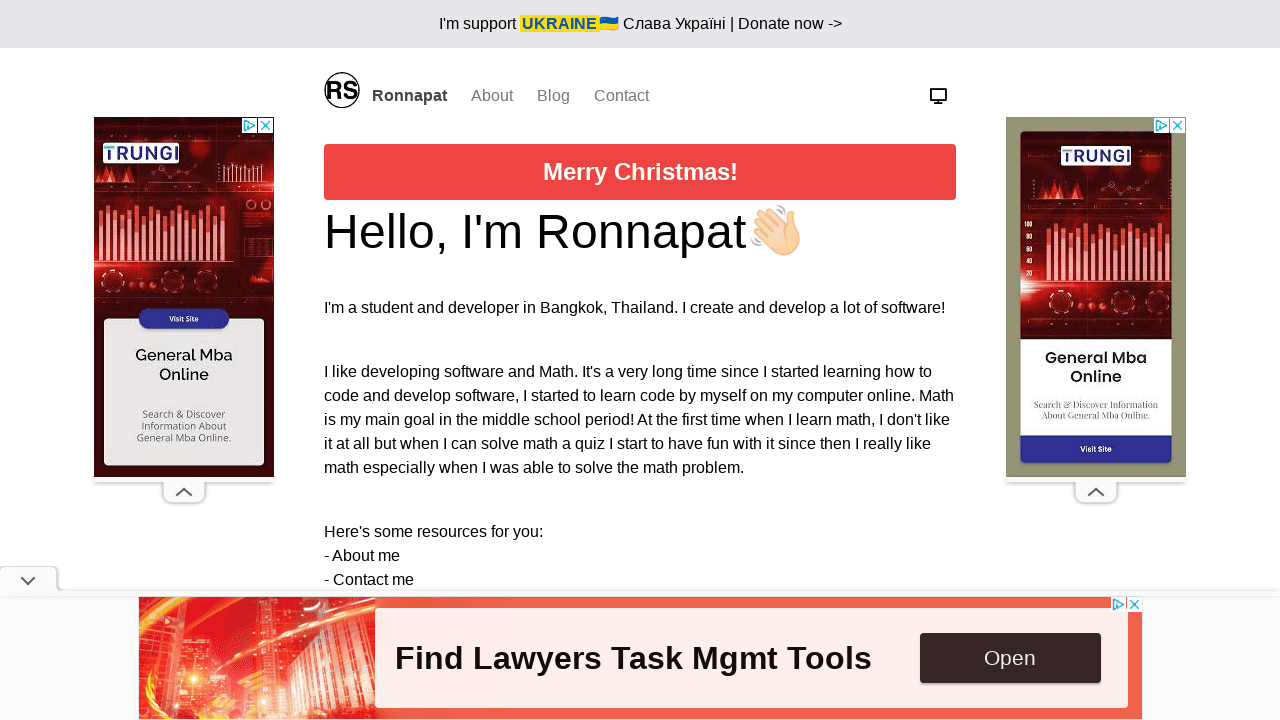 I'm support UKRAINE🇺🇦 Слава Україні | Donate now ->
RS Ronnapat About Blog Contact
Merry Christmas!
Hello, I'm Ronnapat👋🏻
I'm a student and developer in Bangkok, Thailand. I create and develop a lot of software!
I like developing software and Math. It's a very long time since I started learning how to
code and develop software, I started to learn code by myself on my computer online. Math
is my main goal in the middle school period! At the first time when I learn math, I don't like
it at all but when I can solve math a quiz I start to have fun with it since then I really like
math especially when I was able to solve the math problem.
Here's some resources for you:
- About me
- Contact me
TRUNGI
Visit Site
General Mba
Online
Search & Discover
Information About
General Mba Online.
TRUNGI
100
80
60
40
20
General Mba
Online
Search & Discover Information
About General Mba Online.
Visit Site
Find Lawyers Task Mgmt Tools
Open